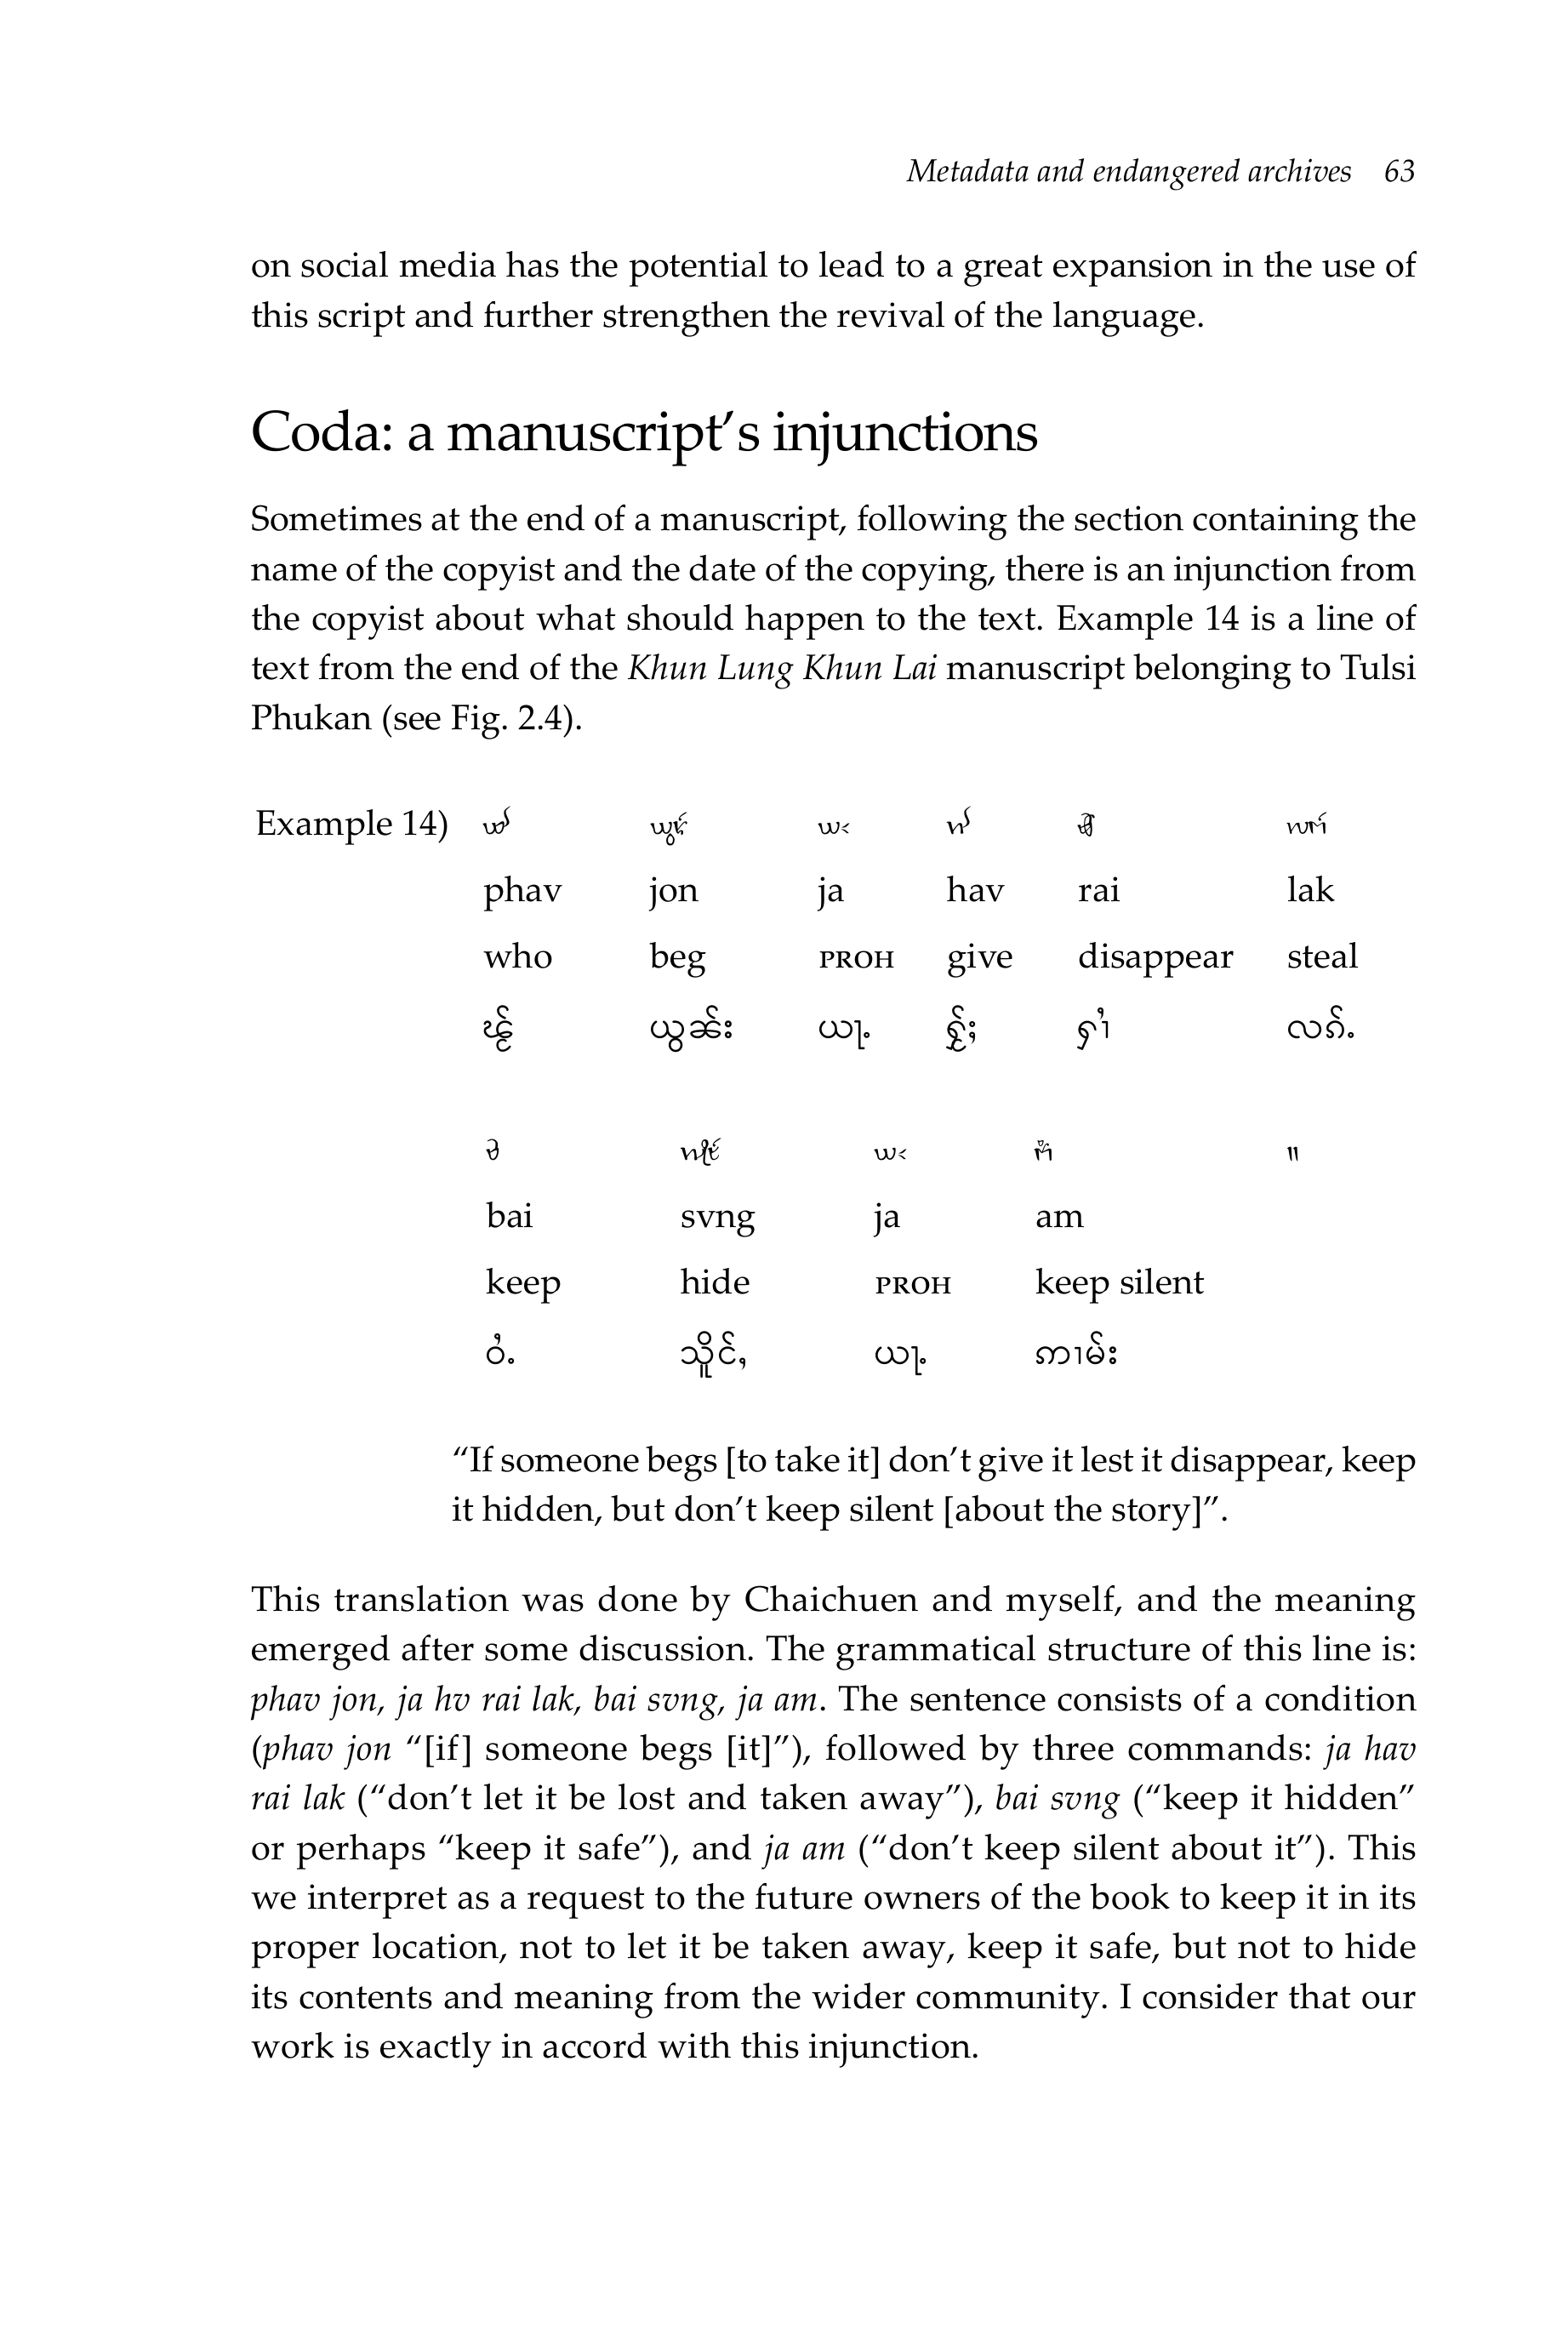 Metadata and endangered archives 63
on social media has the potential to lead to a great expansion in the use of
this script and further strengthen the revival of the language.
Coda: a manuscript’s injunctions
Sometimes at the end of a manuscript, following the section containing the
name of the copyist and the date of the copying, there is an injunction from
the copyist about what should happen to the text. Example 14 is a line of
text from the end of the Khun Lung Khun Lai manuscript belonging to Tulsi
Phukan (see Fig. 2.4).
Example 14)
phav jon ja hav rai lak
who beg PROH give disappear steal
ယွၼ်း ယႃႉ လၵ်ႉ
bai svng ja am
keep hide PROH keep silent
ဝႆႉ သိူင်ႇ ယႃႉ ဢၢမ်း
“If someone begs [to take it] don’t give it lest it disappear, keep
it hidden, but don’t keep silent [about the story]”.
This translation was done by Chaichuen and myself, and the meaning
emerged after some discussion. The grammatical structure of this line is:
phav jon, ja hv rai lak, bai svng, ja am. The sentence consists of a condition
(phav jon “[if] someone begs [it]”), followed by three commands: ja hav
rai lak (“don’t let it be lost and taken away”), bai svng (“keep it hidden”
or perhaps “keep it safe”), and ja am (“don’t keep silent about it”). This
we interpret as a request to the future owners of the book to keep it in its
proper location, not to let it be taken away, keep it safe, but not to hide
its contents and meaning from the wider community. I consider that our
work is exactly in accord with this injunction.